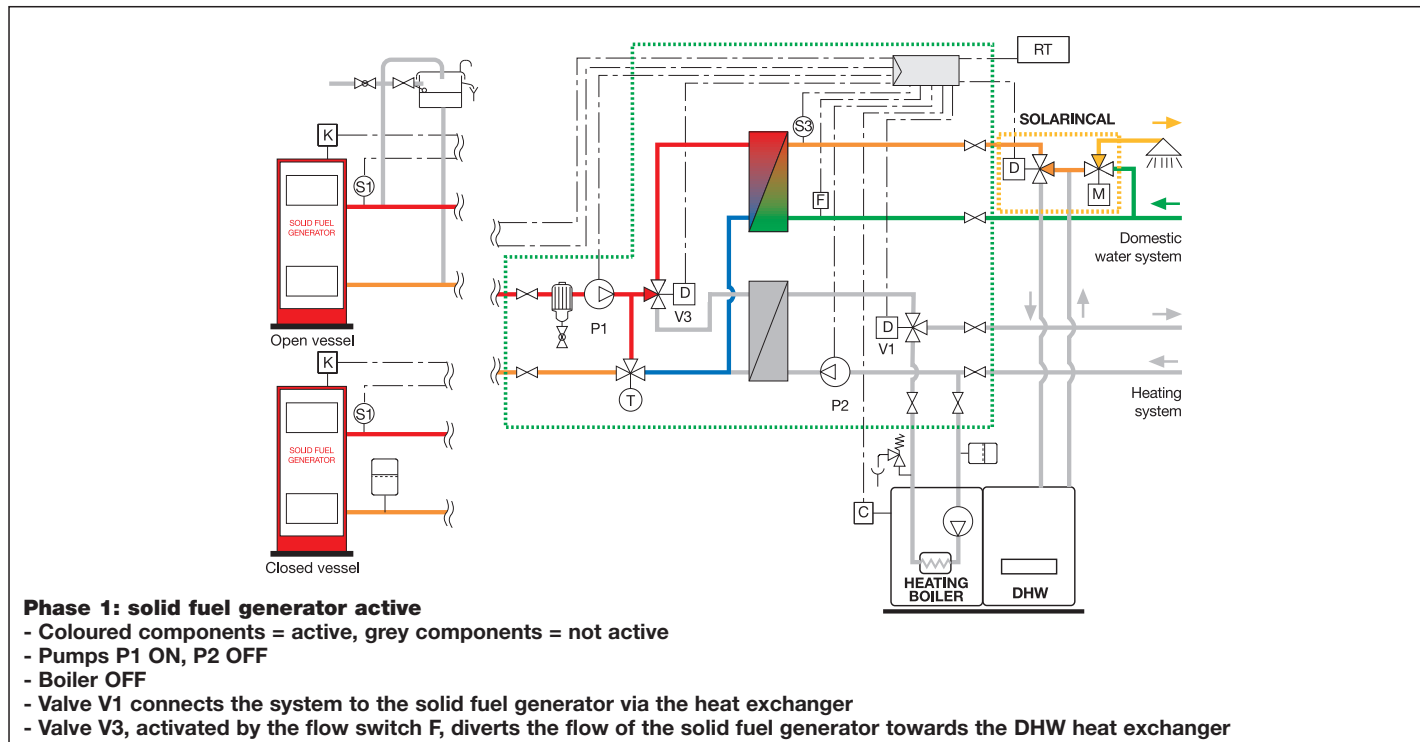 RT
K
S3
SOLARINCAL
S1
D
F
M
SOLID FUEL
GENERATOR
Domestic
water system
D
P1
V3
D
V1
Open vessel
K
T
P2
Heating
system
S1
SOLID FUEL
GENERATOR
C
HEATING
BOILER
DHW
Closed vessel
Phase 1: solid fuel generator active
- Coloured components = active, grey components = not active
- Pumps P1 ON, P2 OFF
- Boiler OFF
- Valve V1 connects the system to the solid fuel generator via the heat exchanger
- Valve V3, activated by the flow switch F, diverts the flow of the solid fuel generator towards the DHW heat exchanger